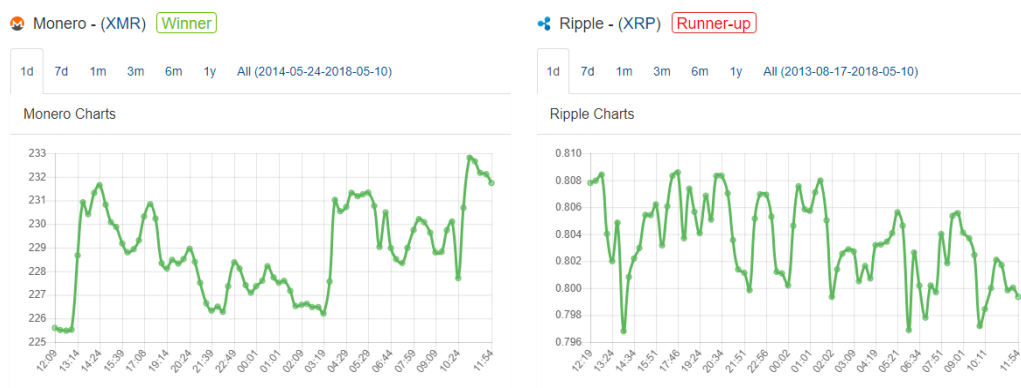 Monero - (XMR) Winner
1d 7d 1m 3m 6m 1y All (2014-05-24-2018-05-10)
Monero Charts
233
232
230
229
228
227
226
225
12:09 13:14 14:24 15:39 17:08 18:14 19:24 20:34 21:39 22:49 00:01 01:01 02:09 03:19 04:29 05:29 06:44 07:59 09:09 10:24 11:54
Ripple - (XRP) Runner-up
1d 7d 1m 3m 6m 1y All (2013-08-17-2018-05-10)
Ripple Charts
0.810
0.808
0.806
0.804
0.802
0.800
0.798
0.796
12:19 13:24 14:34 15:51 17:46 19:24 20:34 21:51 22:56 00:02 01:01 02:02 03:09 04:19 05:21 06:34 07:51 09:01 10:11 11:54